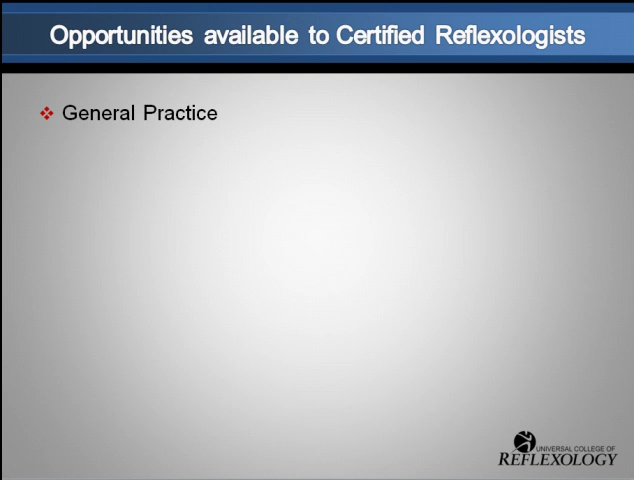 Opportunities available to Certified Reflexologists
General Practice
UNIVERSAL COLLEGE OF
REFLEXOLOGY